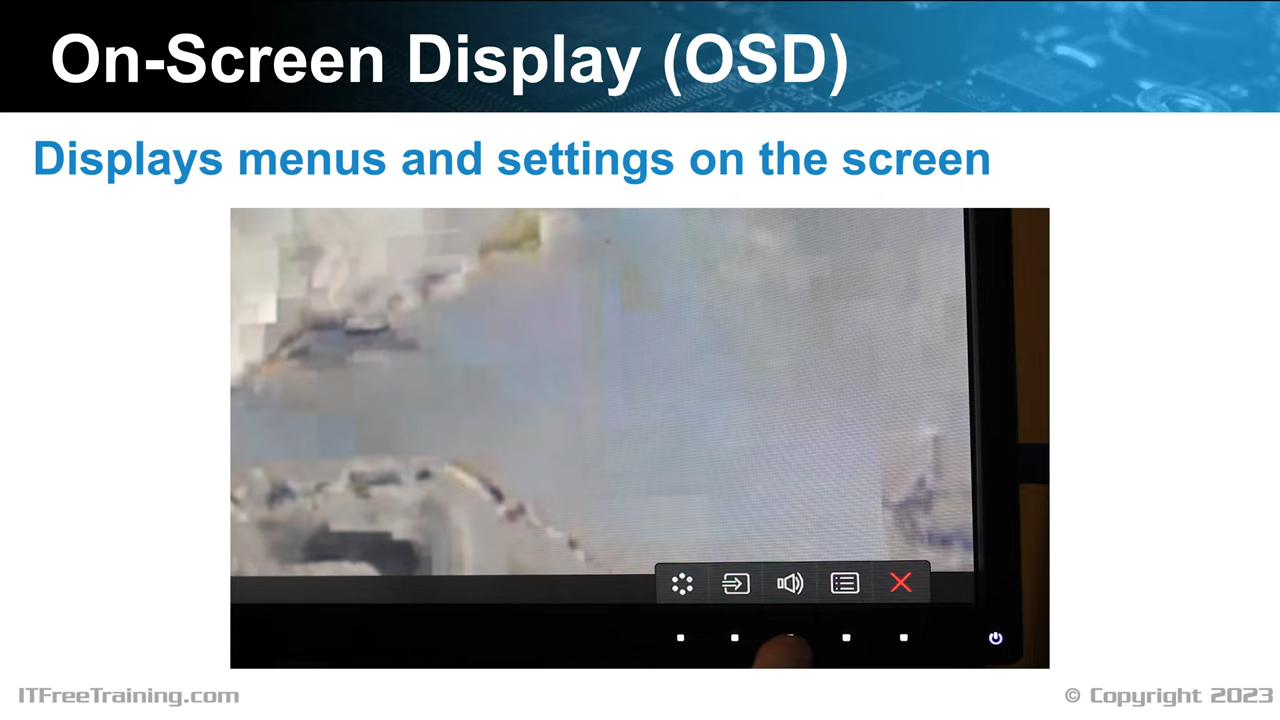 On-Screen Display (OSD)
Displays menus and settings on the screen
ITFreeTraining.com
© Copyright 2023